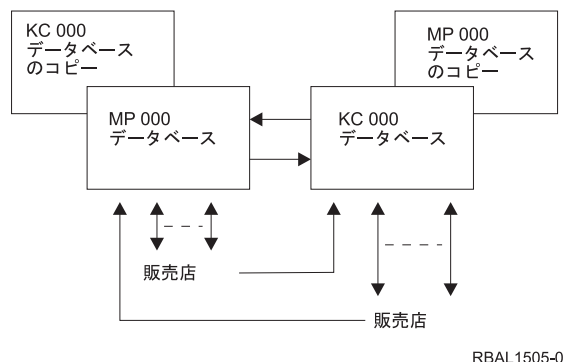 KC 000
データベース
のコピー
MP 000
データベース
のコピー
MP 000
データベース
KC 000
データベース
販売店
販売店
RBAL1505-0